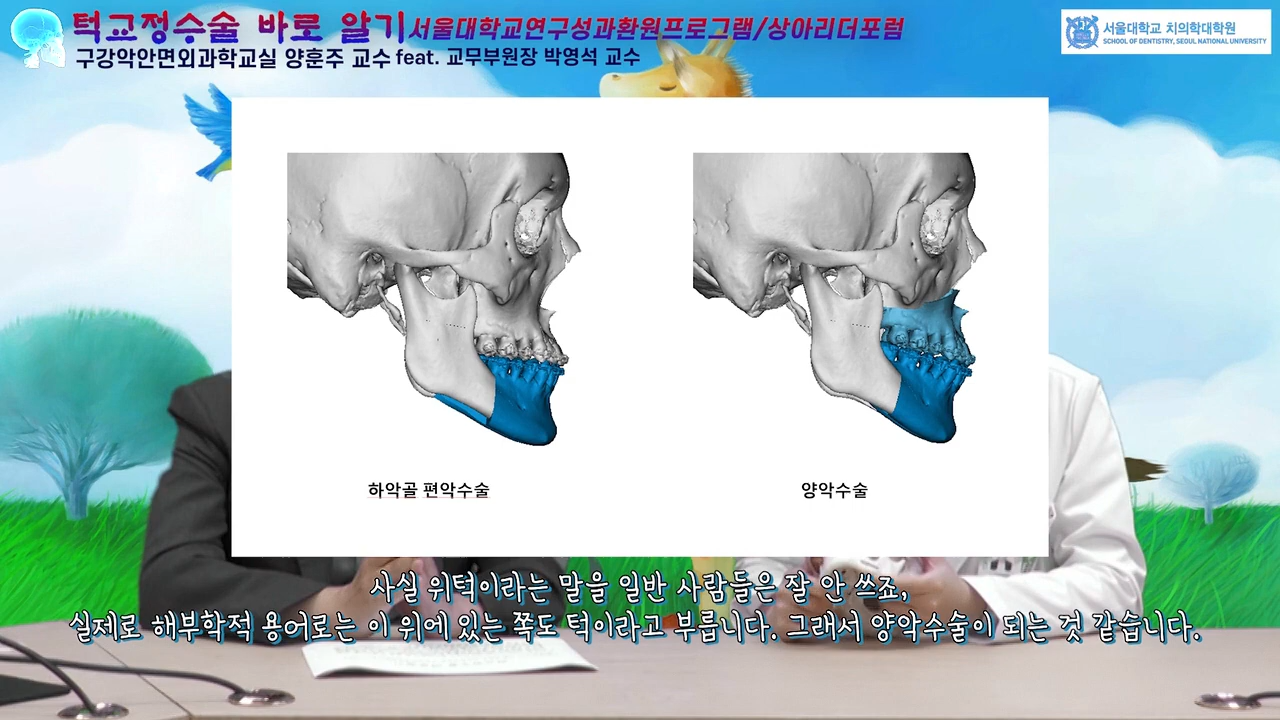 턱교정수술 바로 알기 서울대학교연구성과환원프로그램/상아리더포럼
구강악안면외과학교실 양훈주 교수 feat. 교무부원장 박영석 교수
서울대학교 치의학대학원
SCHOOL OF DENTISTRY, SEOUL NATIONAL UNIVERSITY
하악골 편악수술
양악수술
사실 위턱이라는 말을 일반 사람들은 잘 안 쓰죠,
실제로 해부학적 용어로는 이 위에 있는 쪽도 턱이라고 부릅니다. 그래서 양악수술이 되는 것 같습니다.